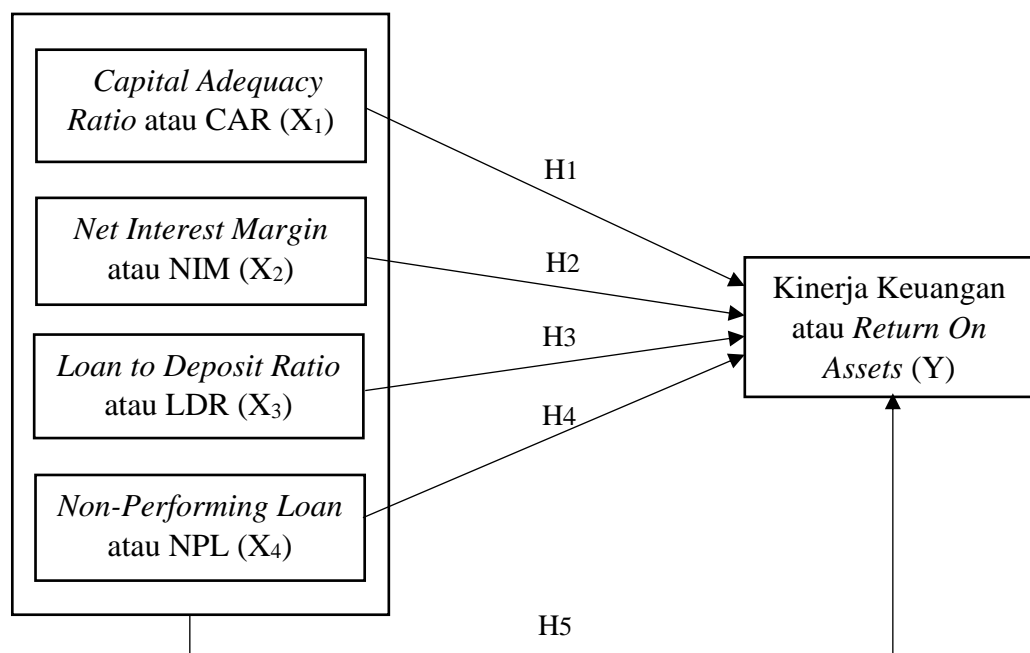 Capital Adequacy
Ratio atau CAR (X₁)
H1
Net Interest Margin
atau NIM (X₂)
H2
Kinerja Keuangan
atau Return On
Assets (Y)
H3
Loan to Deposit Ratio
atau LDR (X₃)
H4
Non-Performing Loan
atau NPL (X₄)
H5